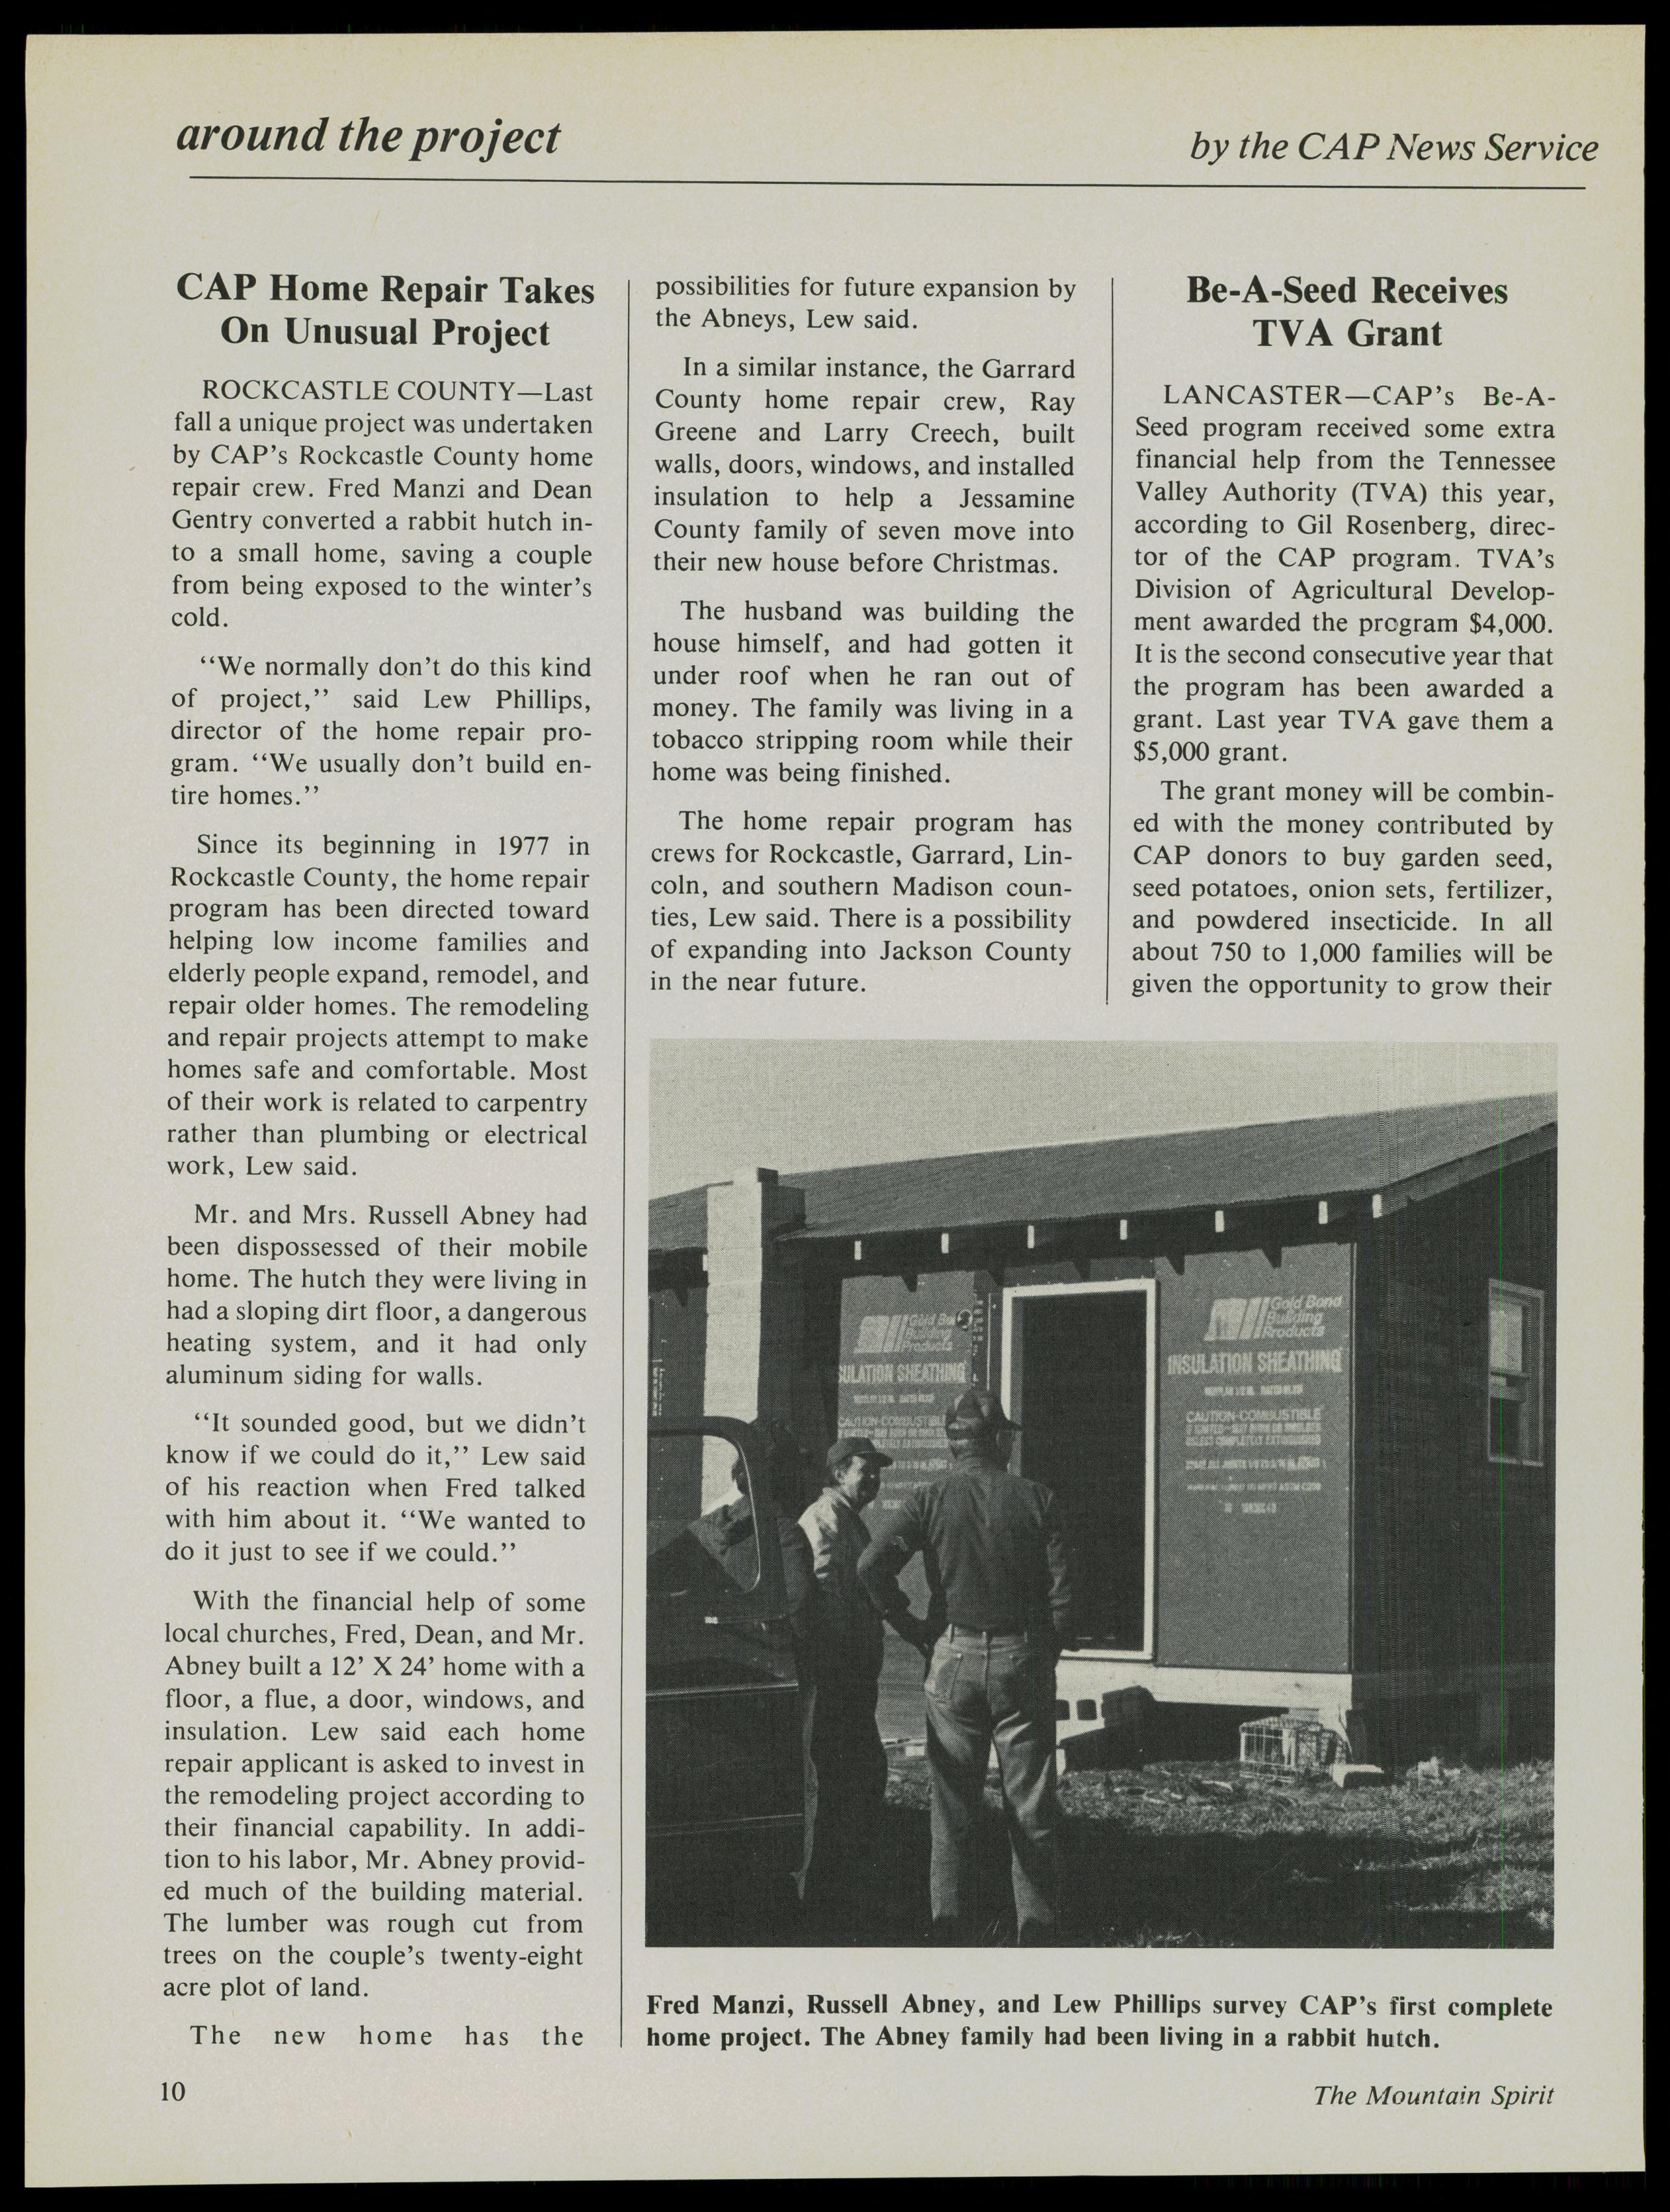 around the project
by the CAP News Service
CAP Home Repair Takes
On Unusual Project
ROCKCASTLE COUNTY—Last
fall a unique project was undertaken
by CAP's Rockcastle County home
repair crew. Fred Manzi and Dean
Gentry converted a rabbit hutch in-
to a small home, saving a couple
from being exposed to the winter's
cold.
"We normally don't do this kind
of project," said Lew Phillips,
director of the home repair pro-
gram. "We usually don't build en-
tire homes."
Since its beginning in 1977 in
Rockcastle County, the home repair
program has been directed toward
helping low income families and
elderly people expand, remodel, and
repair older homes. The remodeling
and repair projects attempt to make
homes safe and comfortable. Most
of their work is related to carpentry
rather than plumbing or electrical
work, Lew said.
Mr. and Mrs. Russell Abney had
been dispossessed of their mobile
home. The hutch they were living in
had a sloping dirt floor, a dangerous
heating system, and it had only
aluminum siding for walls.
"It sounded good, but we didn't
know if we could do it," Lew said
of his reaction when Fred talked
with him about it. "We wanted to
do it just to see if we could."
With the financial help of some
local churches, Fred, Dean, and Mr.
Abney built a 12' X 24' home with a
floor, a flue, a door, windows, and
insulation. Lew said each home
repair applicant is asked to invest in
the remodeling project according to
their financial capability. In addi-
tion to his labor, Mr. Abney provid-
ed much of the building material.
The lumber was rough cut from
trees on the couple's twenty-eight
acre plot of land.
The new home has the
possibilities for future expansion by
the Abneys, Lew said.
In a similar instance, the Garrard
County home repair crew, Ray
Greene and Larry Creech, built
walls, doors, windows, and installed
insulation to help a Jessamine
County family of seven move into
their new house before Christmas.
The husband was building the
house himself, and had gotten it
under roof when he ran out of
money. The family was living in a
tobacco stripping room while their
home was being finished.
The home repair program has
crews for Rockcastle, Garrard, Lin-
coln, and southern Madison coun-
ties, Lew said. There is a possibility
of expanding into Jackson County
in the near future.
Be-A-Seed Receives
TVA Grant
LANCASTER—CAP's Be-A-
Seed program received some extra
financial help from the Tennessee
Valley Authority (TVA) this year,
according to Gil Rosenberg, direc-
tor of the CAP program. TVA's
Division of Agricultural Develop-
ment awarded the program $4,000.
It is the second consecutive year that
the program has been awarded a
grant. Last year TVA gave them a
$5,000 grant.
The grant money will be combin-
ed with the money contributed by
CAP donors to buy garden seed,
seed potatoes, onion sets, fertilizer,
and powdered insecticide. In all
about 750 to 1,000 families will be
given the opportunity to grow their
Gold
Building
Products
ULATION SHEATHING
CAUTION-COMBUSTIBL
Gold Bond
Building
Products
INSULATION SHEATHING
CAUTION-COMBUSTIBLE
Fred Manzi, Russell Abney, and Lew Phillips survey CAP's first complete
home project. The Abney family had been living in a rabbit hutch.
10
The Mountain Spirit